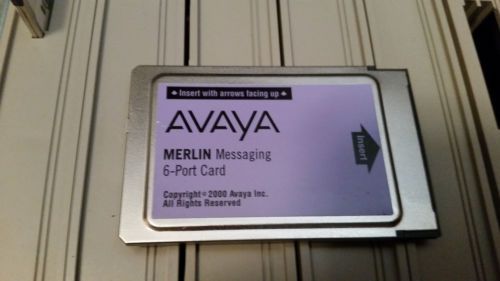 ♠ Insert with arrows facing up ♠
AVAYA
MERLIN Messaging
6-Port Card
Copyright © 2000 Avaya Inc.
All Rights Reserved
Insert